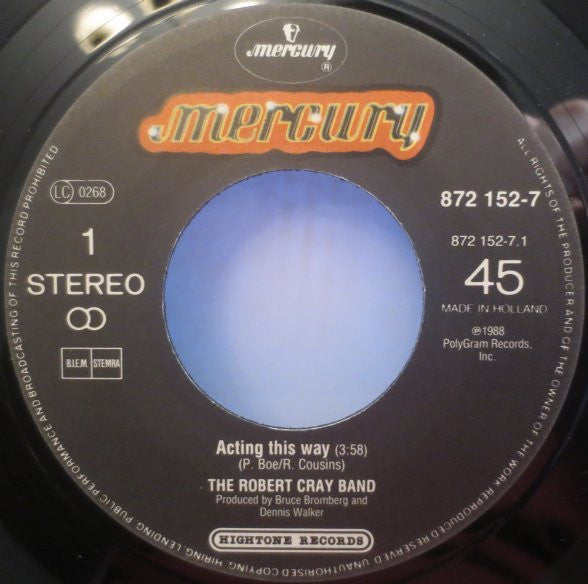 mercury
®
mercury
LC 0268
1
STEREO
B.I.E.M. STEMRA
872 152-7
872 152-7.1
45
MADE IN HOLLAND
℗1988
PolyGram Records,
Inc.
Acting this way (3:58)
(P. Boe/R. Cousins)
THE ROBERT CRAY BAND
Produced by Bruce Bromberg and
Dennis Walker
HIGHTONE RECORDS
ALL RIGHTS OF THE PRODUCER AND OF THE OWNER OF THE WORK REPRODUCED RESERVED UNAUTHORISED COPYING, HIRING, LENDING, PUBLIC PERFORMANCE AND BROADCASTING OF THIS RECORD PROHIBITED